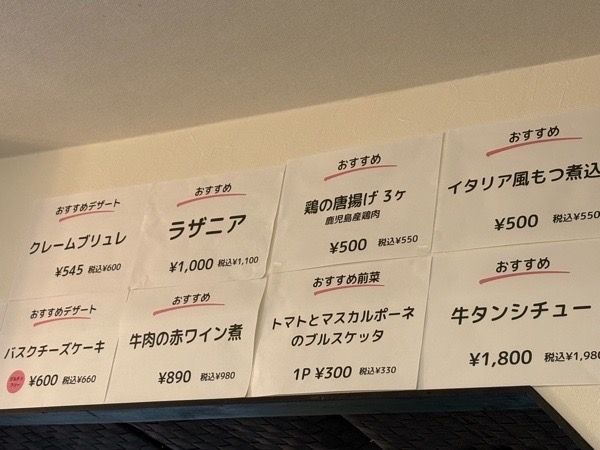 おすすめデザート
クレームブリュレ
¥545 税込¥600
おすすめ
ラザニア
¥1,000 税込¥1,100
おすすめ
鶏の唐揚げ 3ヶ
鹿児島産鶏肉
¥500 税込¥550
おすすめ
イタリア風もつ煮込
¥500 税込¥550
おすすめデザート
バスクチーズケーキ
¥600 税込¥660
おすすめ
牛肉の赤ワイン煮
¥890 税込¥980
おすすめ前菜
トマトとマスカルポーネ
のブルスケッタ
1P ¥300 税込¥330
おすすめ
牛タンシチュー
¥1,800 税込¥1,980